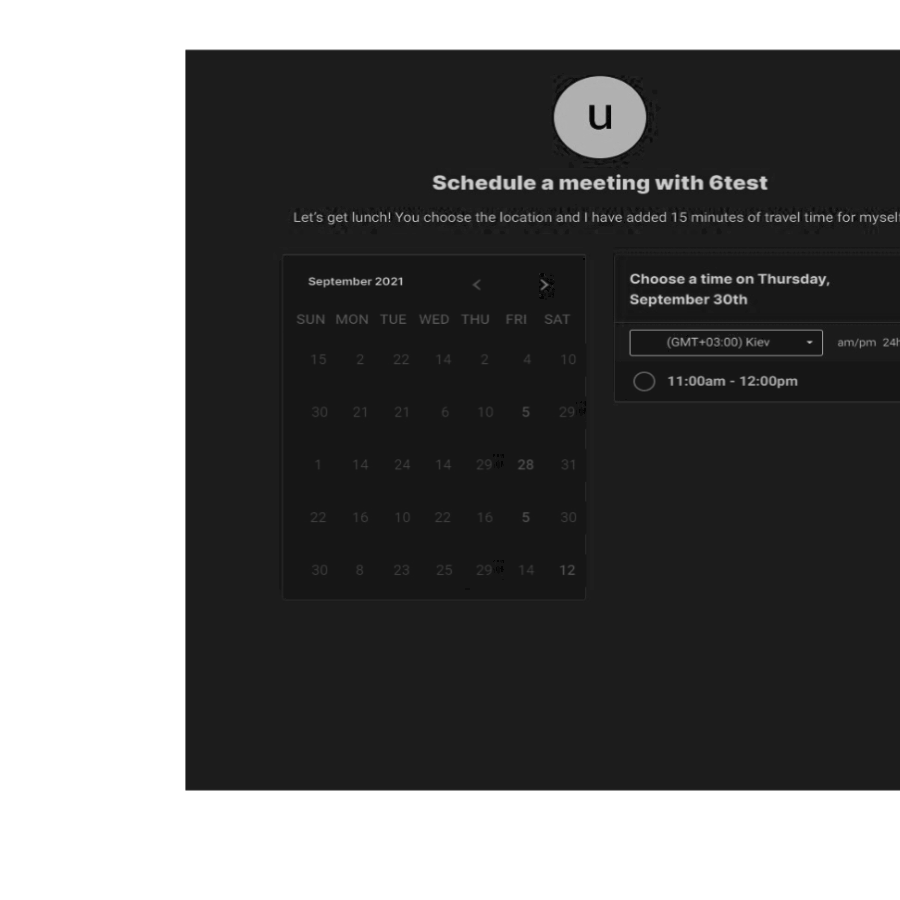 u
Schedule a meeting with 6test
Let's get lunch! You choose the location and I have added 15 minutes of travel time for myself
September 2021 < >
SUN MON TUE WED THU FRI SAT
15 2 22 14 2 4 10
30 21 21 6 10 5 29
1 14 24 14 29 28 31
22 16 10 22 16 5 30
30 8 23 25 29 14 12
Choose a time on Thursday,
September 30th
(GMT+03:00) Kiev
am/pm 24h
11:00am - 12:00pm